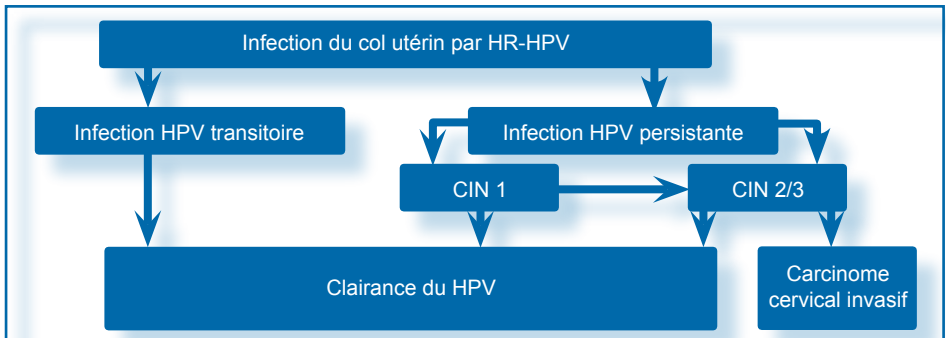 Infection du col utérin par HR-HPV
Infection HPV transitoire
Infection HPV persistante
CIN 1
CIN 2/3
Clairance du HPV
Carcinome
cervical invasif